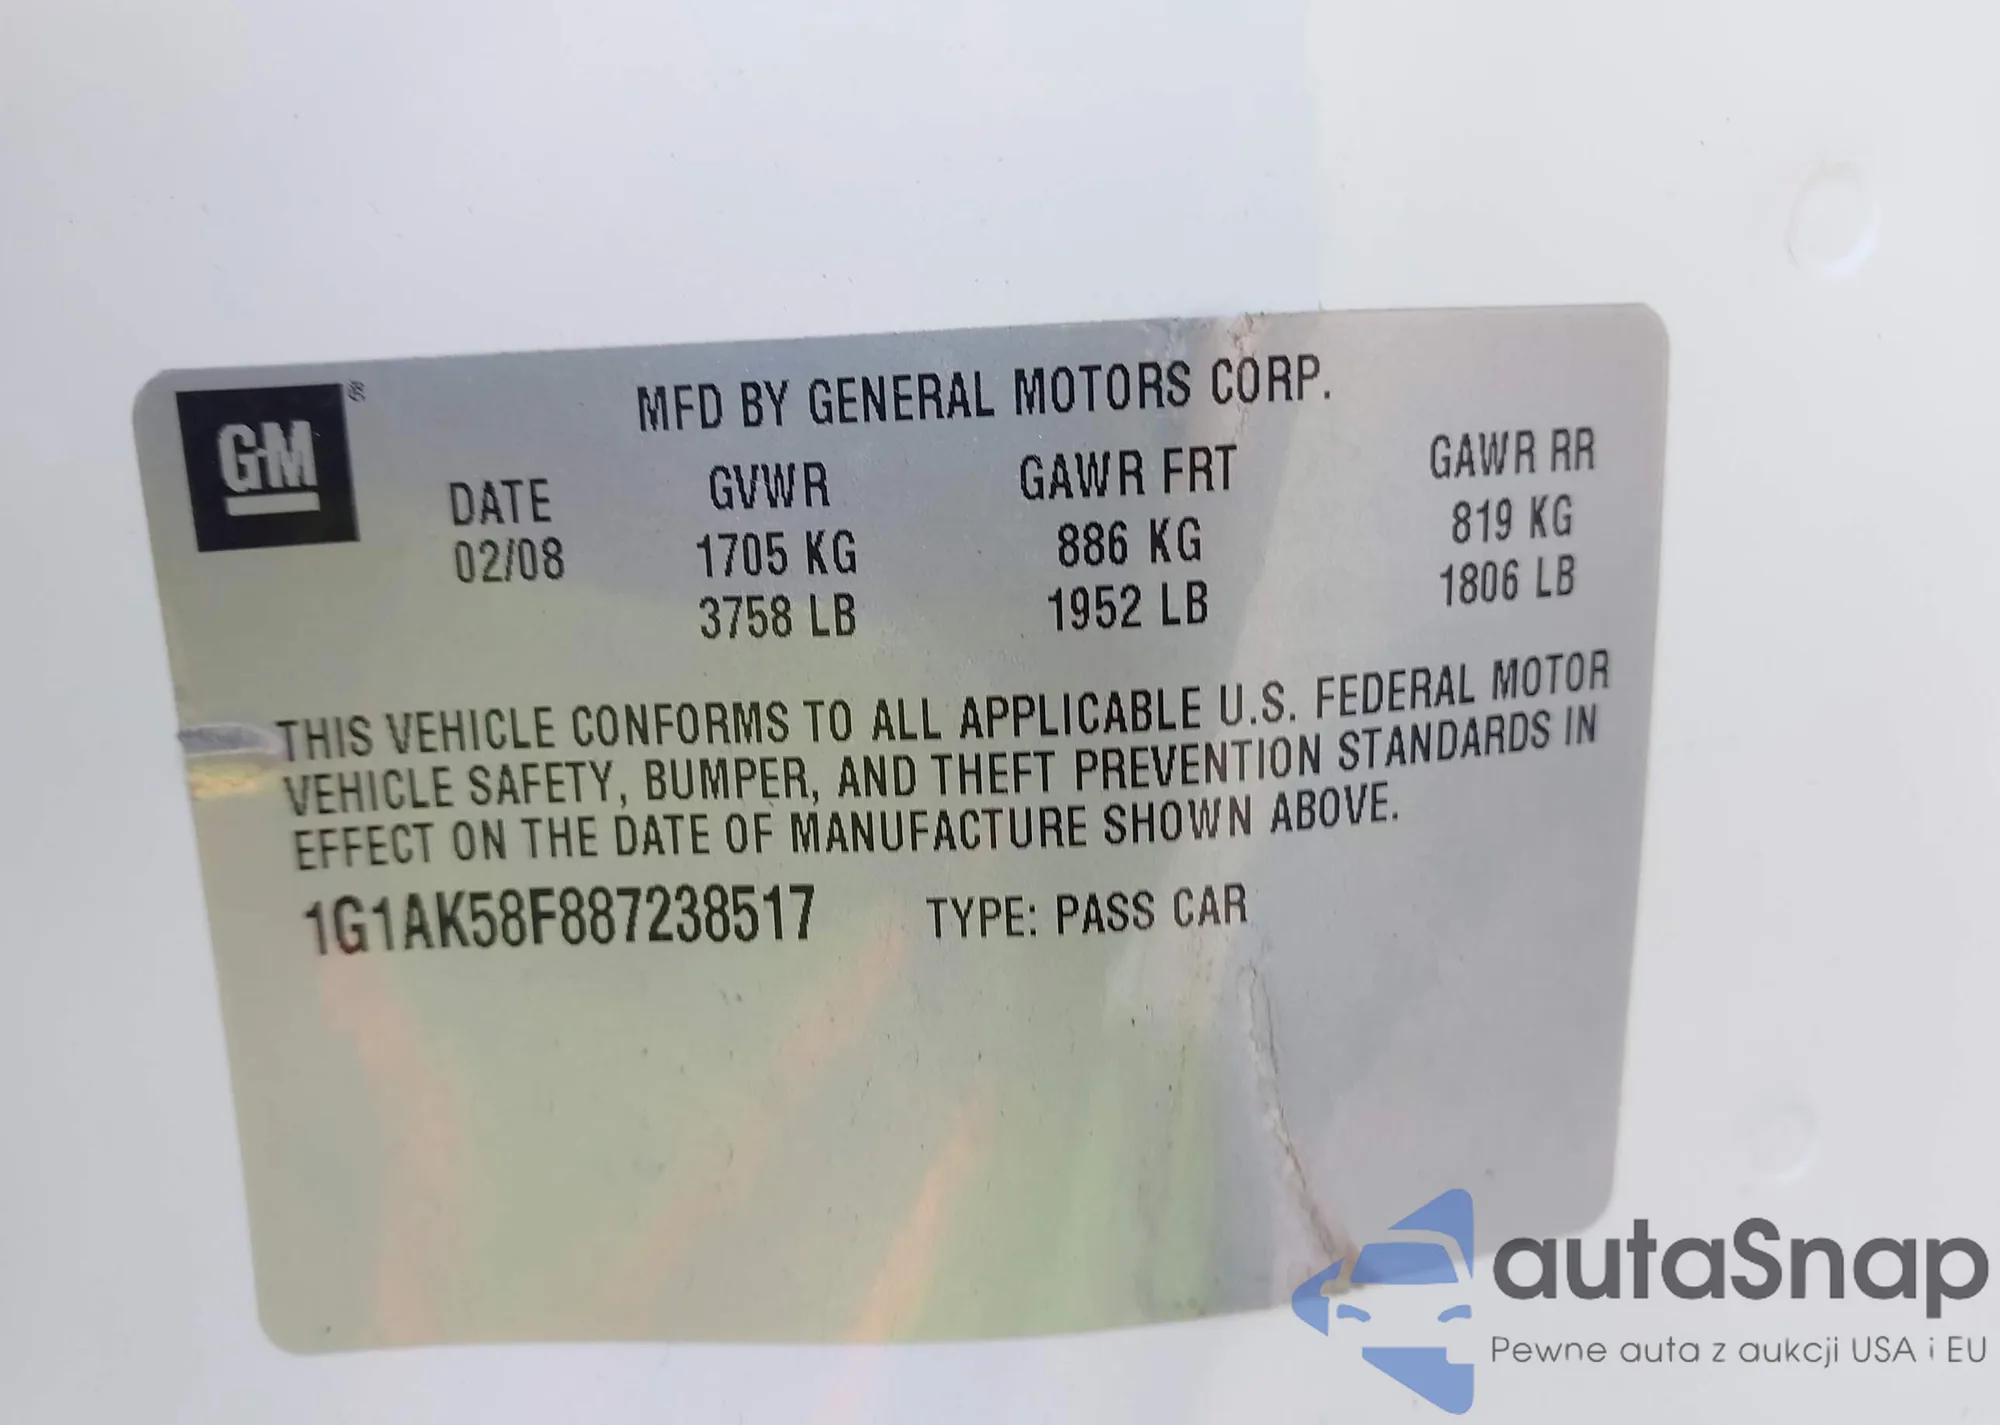 GM ®
MFD BY GENERAL MOTORS CORP.
DATE GVWR GAWR FRT GAWR RR
02/08 1705 KG 886 KG 819 KG
3758 LB 1952 LB 1806 LB
THIS VEHICLE CONFORMS TO ALL APPLICABLE U.S. FEDERAL MOTOR
VEHICLE SAFETY, BUMPER, AND THEFT PREVENTION STANDARDS IN
EFFECT ON THE DATE OF MANUFACTURE SHOWN ABOVE.
1G1AK58F887238517 TYPE: PASS CAR
autaSnap
Pewne auta z aukcji USA i EU